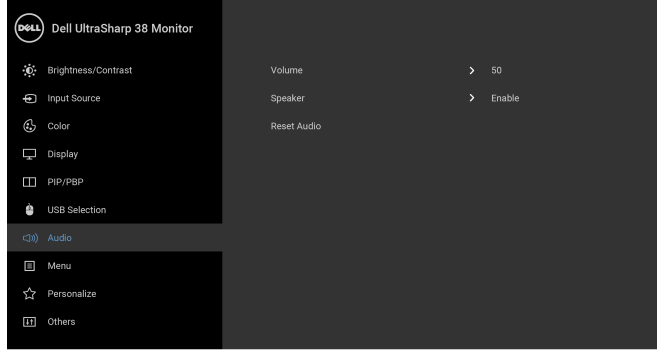 DELL Dell UltraSharp 38 Monitor
Brightness/Contrast
Input Source
Color
Display
PIP/PBP
USB Selection
Audio
Menu
Personalize
Others
Volume > 50
Speaker > Enable
Reset Audio